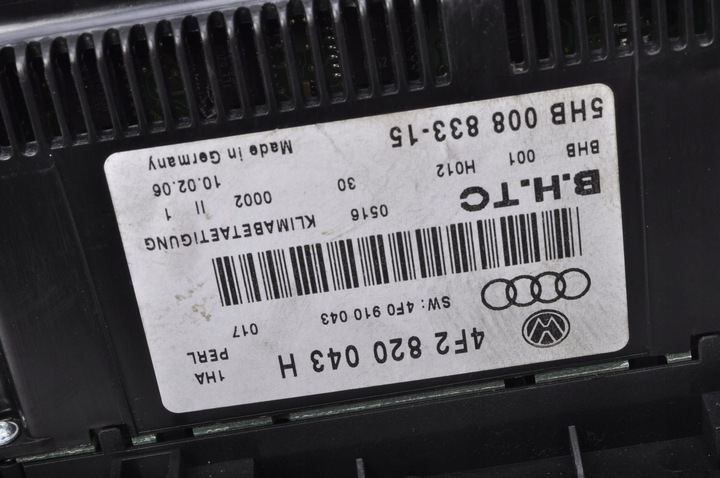 4F2 820 043 H 1HA
PERL
SW: 4F0 910 043 017
KLIMABETAETIGUNG 0516
B.H.TC 30 0002 II 1
BHB 001 H012 10.02.06
5HB 008 833-15 Made in Germany